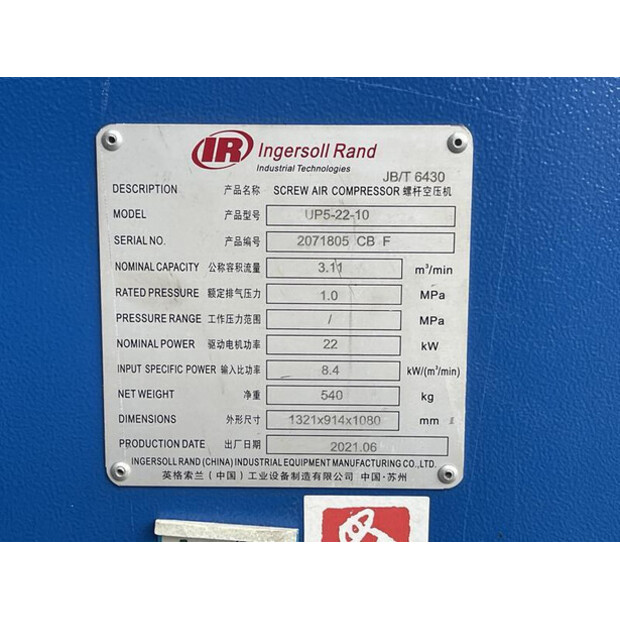 IR Ingersoll Rand
Industrial Technologies
JB/T 6430
DESCRIPTION 产品名称 SCREW AIR COMPRESSOR 螺杆空压机
MODEL 产品型号 UP5-22-10
SERIAL NO. 产品编号 2071805 CB F
NOMINAL CAPACITY 公称容积流量 3.11 m³/min
RATED PRESSURE 额定排气压力 1.0 MPa
PRESSURE RANGE 工作压力范围 / MPa
NOMINAL POWER 驱动电机功率 22 kW
INPUT SPECIFIC POWER 输入比功率 8.4 kW/(m³/min)
NET WEIGHT 净重 540 kg
DIMENSIONS 外形尺寸 1321x914x1080 mm
PRODUCTION DATE 出厂日期 2021.06
INGERSOLL RAND (CHINA) INDUSTRIAL EQUIPMENT MANUFACTURING CO., LTD.
英格索兰（中国）工业设备制造有限公司 中国·苏州